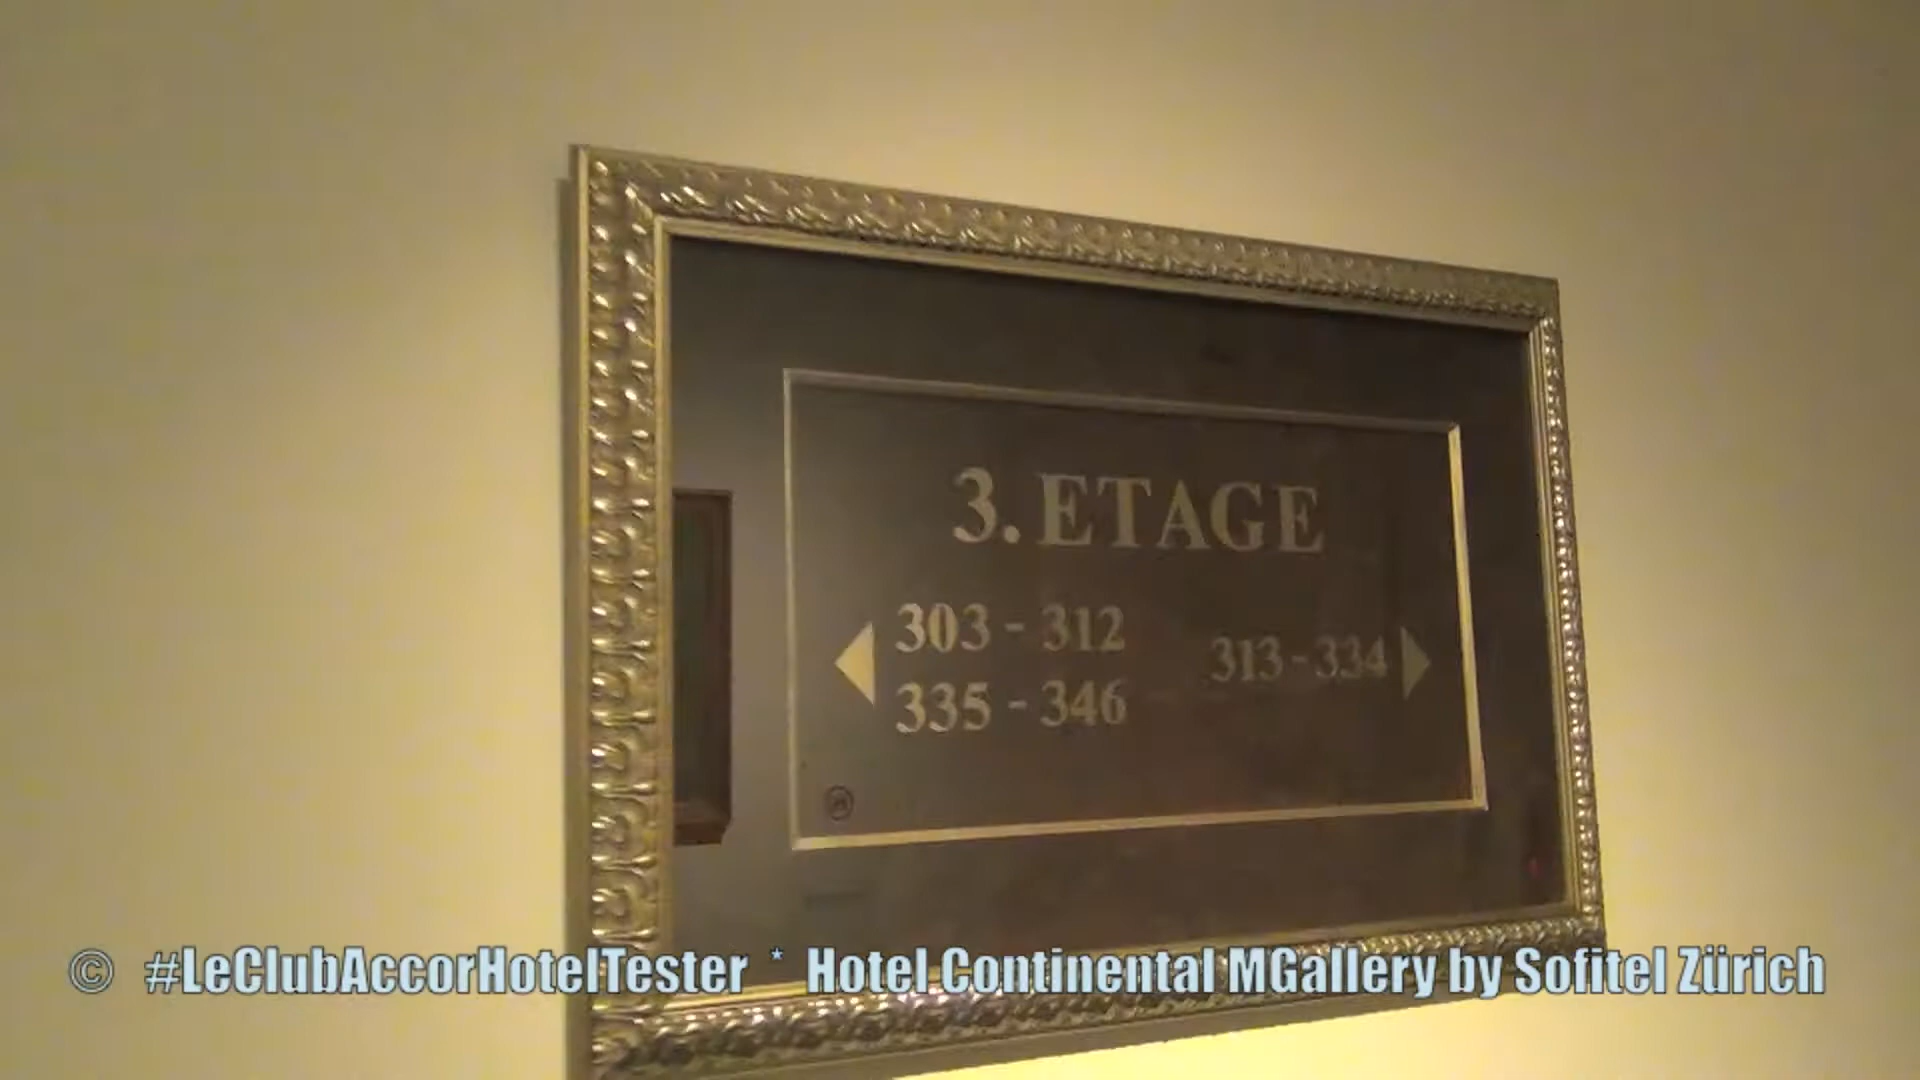 3. ETAGE
303 - 312
313 - 334
335 - 346
© #LeClubAccorHotelTester * Hotel Continental MGallery by Sofitel Zürich